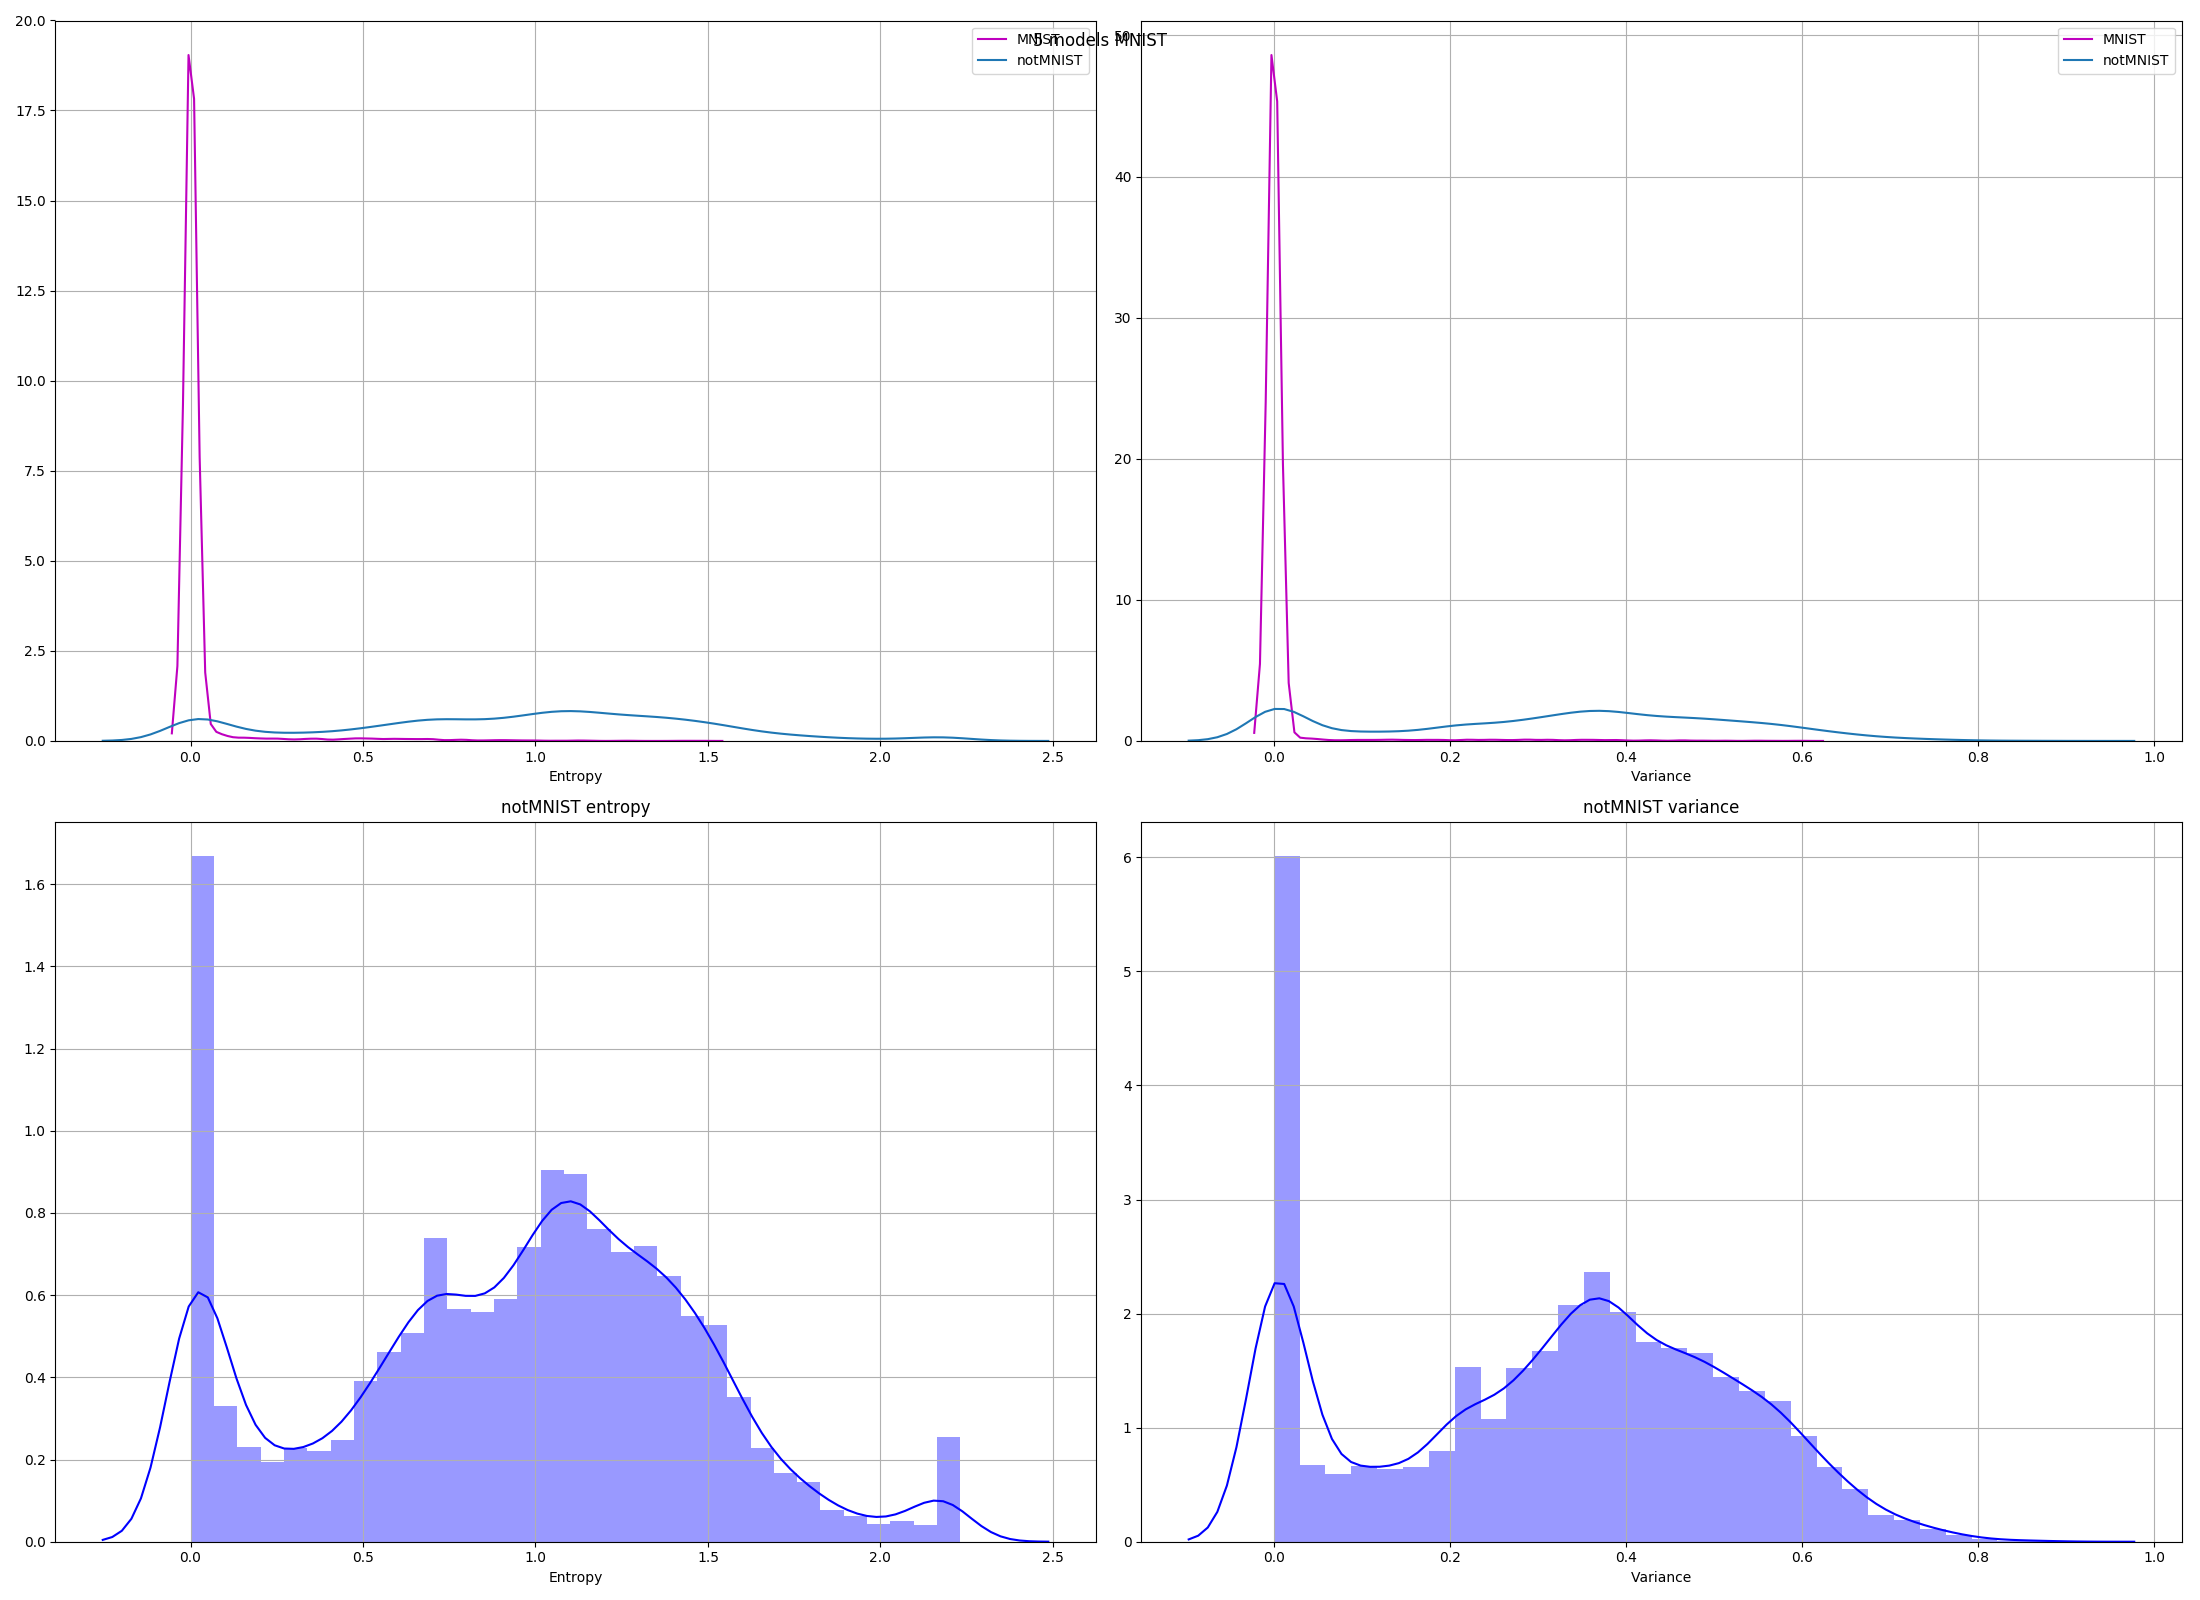 5 models MNIST
20.0
17.5
15.0
12.5
10.0
7.5
5.0
2.5
0.0
0.0 0.5 1.0 1.5 2.0 2.5
Entropy
MNIST
notMNIST
50
40
30
20
10
0
0.0 0.2 0.4 0.6 0.8 1.0
Variance
MNIST
notMNIST
notMNIST entropy
1.6
1.4
1.2
1.0
0.8
0.6
0.4
0.2
0.0
0.0 0.5 1.0 1.5 2.0 2.5
Entropy
notMNIST variance
6
5
4
3
2
1
0
0.0 0.2 0.4 0.6 0.8 1.0
Variance